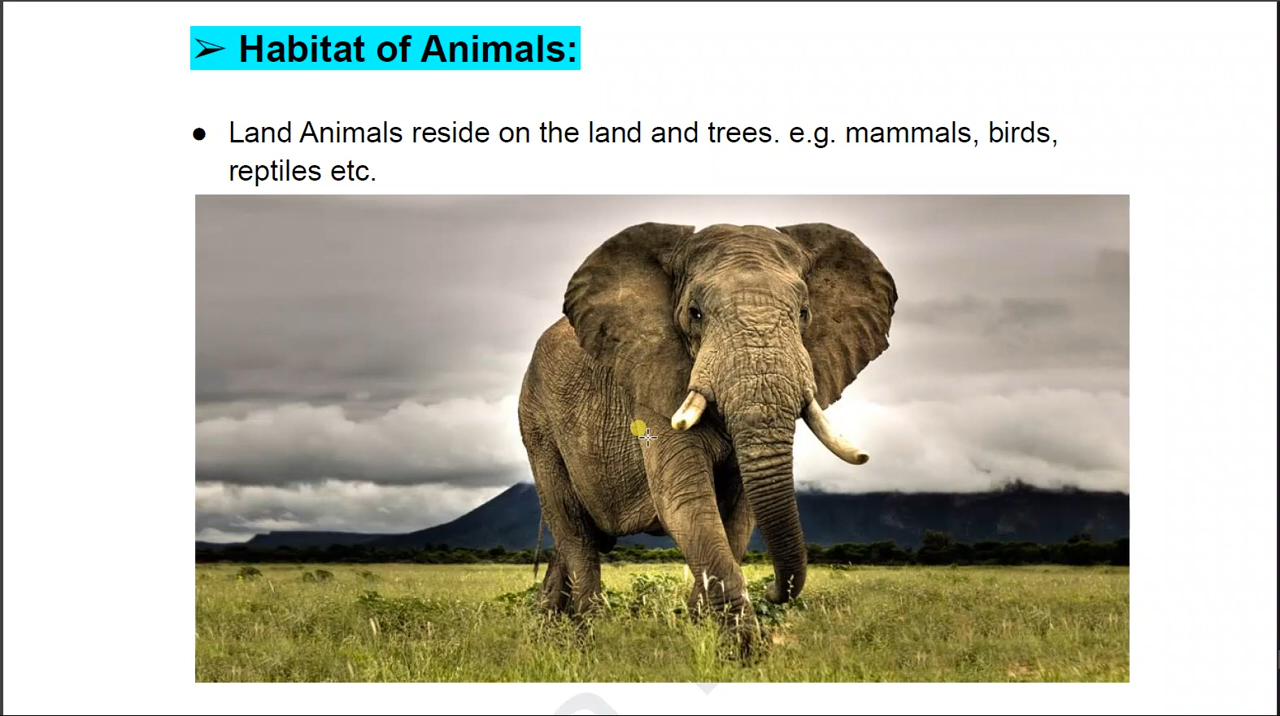 ➢ Habitat of Animals:
● Land Animals reside on the land and trees. e.g. mammals, birds,
reptiles etc.